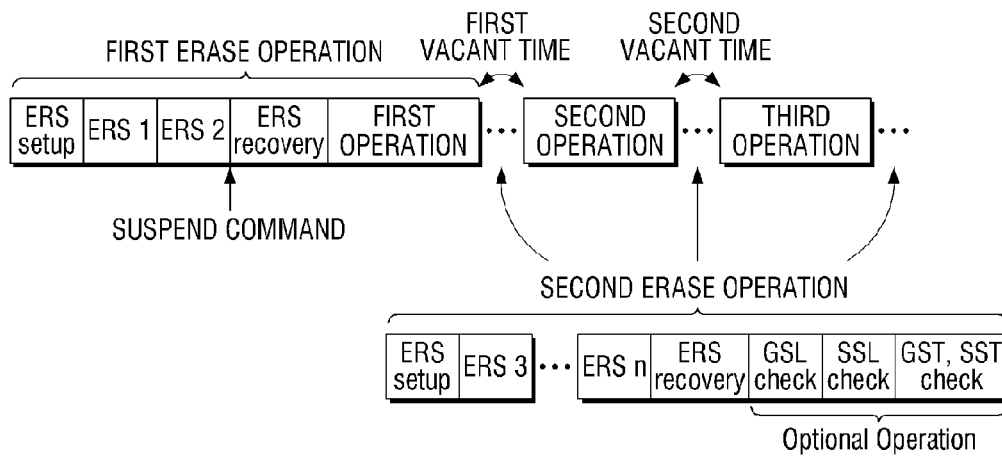 FIRST ERASE OPERATION
FIRST
VACANT TIME
SECOND
VACANT TIME
ERS
setup
ERS 1
ERS 2
ERS
recovery
FIRST
OPERATION
•••
SECOND
OPERATION
•••
THIRD
OPERATION
•••
SUSPEND COMMAND
SECOND ERASE OPERATION
ERS
setup
ERS 3
•••
ERS n
ERS
recovery
GSL
check
SSL
check
GST, SST
check
Optional Operation